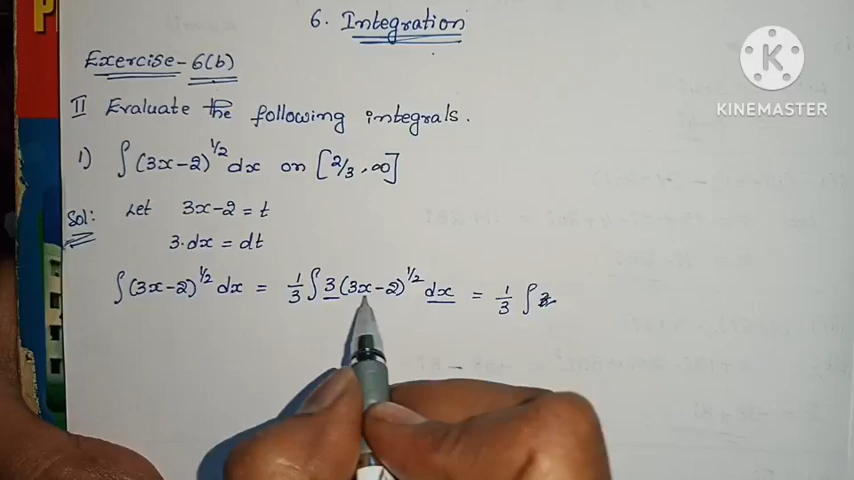 6. Integration
Exercise-6(b)
II Evaluate the following integrals.
1) ∫(3x-2)^1/2 dx on [2/3, ∞]
Sol: Let 3x-2=t
3.dx = dt
∫(3x-2)^1/2 dx = 1/3 ∫3(3x-2)^1/2 dx = 1/3 ∫
K
KINEMASTER